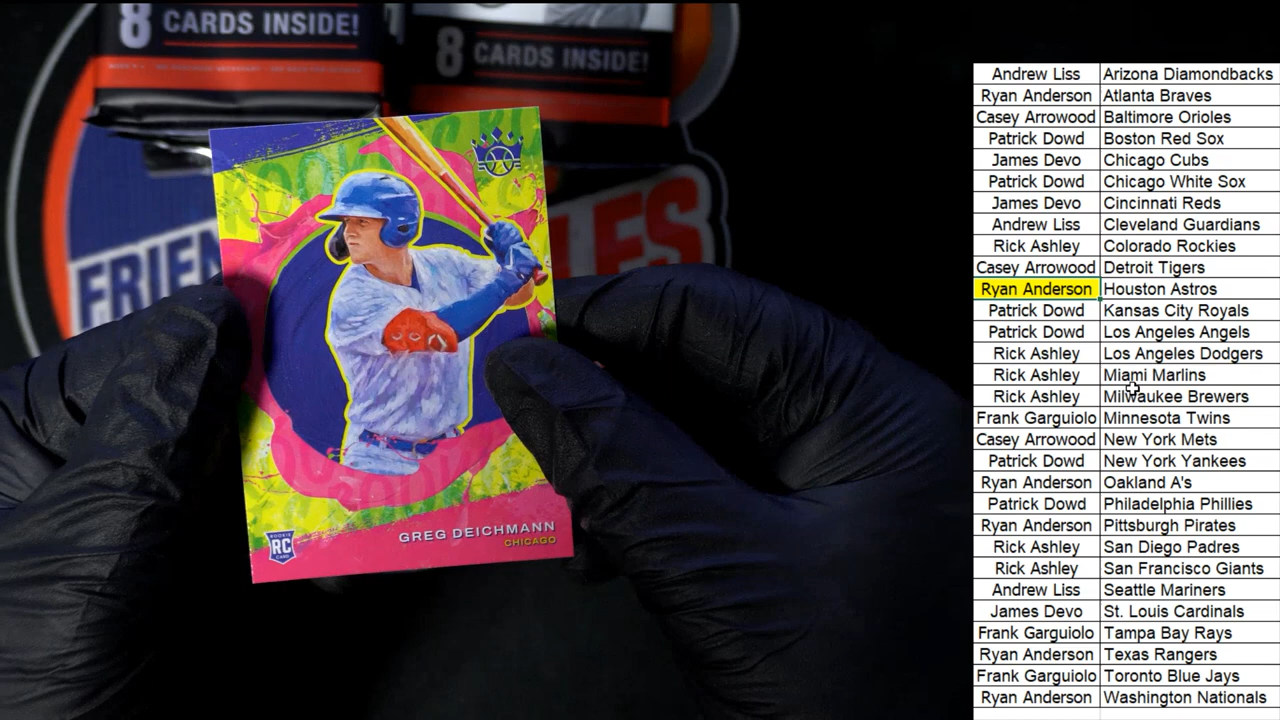 8 CARDS INSIDE!
8 CARDS INSIDE!
FRIEN
LES
GREG DEICHMANN
CHICAGO
ROOKIE
RC
CARD
Andrew Liss Arizona Diamondbacks
Ryan Anderson Atlanta Braves
Casey Arrowood Baltimore Orioles
Patrick Dowd Boston Red Sox
James Devo Chicago Cubs
Patrick Dowd Chicago White Sox
James Devo Cincinnati Reds
Andrew Liss Cleveland Guardians
Rick Ashley Colorado Rockies
Casey Arrowood Detroit Tigers
Ryan Anderson Houston Astros
Patrick Dowd Kansas City Royals
Patrick Dowd Los Angeles Angels
Rick Ashley Los Angeles Dodgers
Rick Ashley Miami Marlins
Rick Ashley Milwaukee Brewers
Frank Garguiolo Minnesota Twins
Casey Arrowood New York Mets
Patrick Dowd New York Yankees
Ryan Anderson Oakland A's
Patrick Dowd Philadelphia Phillies
Ryan Anderson Pittsburgh Pirates
Rick Ashley San Diego Padres
Rick Ashley San Francisco Giants
Andrew Liss Seattle Mariners
James Devo St. Louis Cardinals
Frank Garguiolo Tampa Bay Rays
Ryan Anderson Texas Rangers
Frank Garguiolo Toronto Blue Jays
Ryan Anderson Washington Nationals